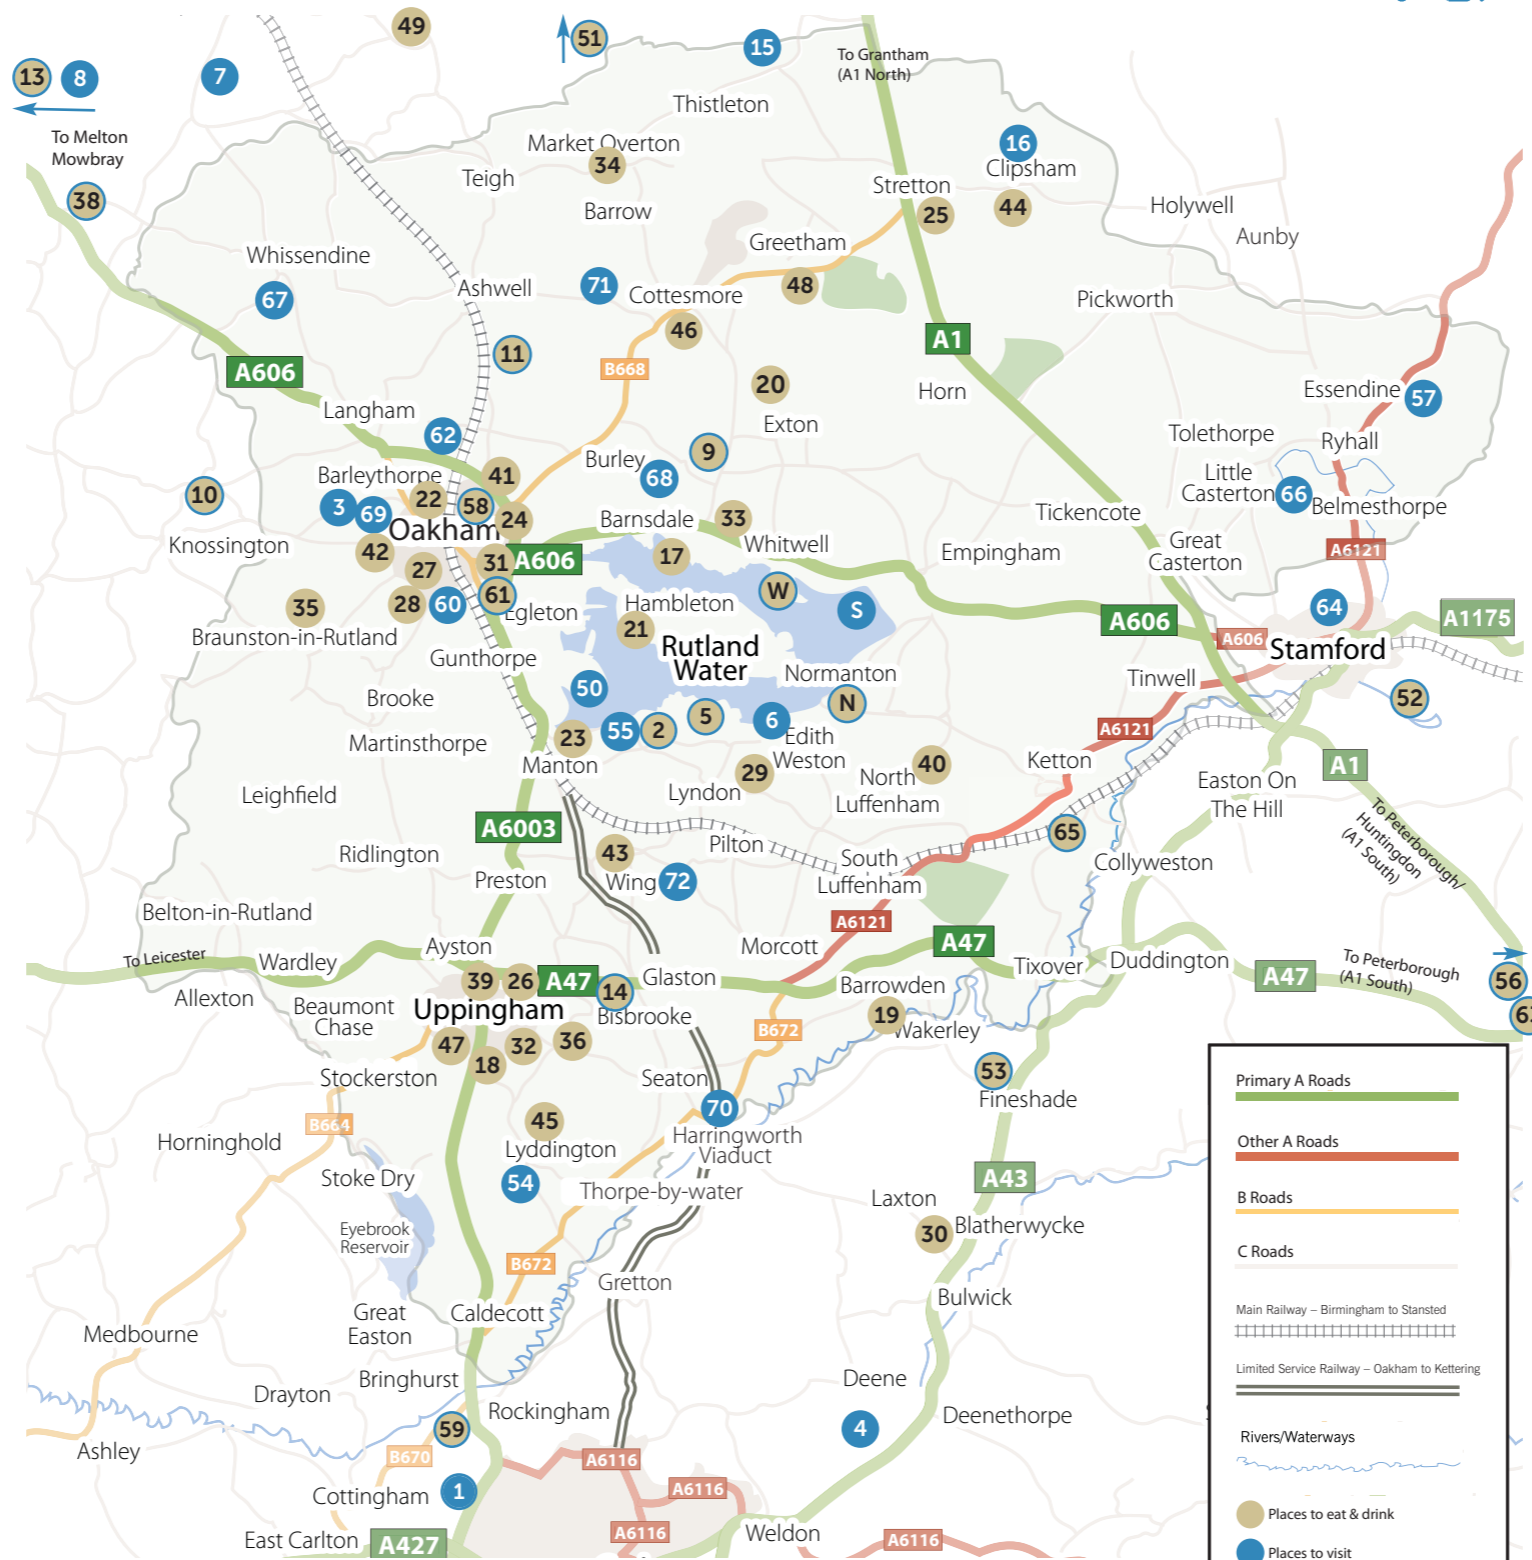 49
51
15
To Grantham
(A1 North)
13
8
7
Thistleton
To Melton
Mowbray
Market Overton
34
16
Clipsham
Teigh
Stretton
38
25
44
Holywell
Barrow
Aunby
Whissendine
Greetham
67
Ashwell
71
Cottesmore
48
Pickworth
46
A1
11
A606
B668
20
Horn
Essendine
57
Langham
Exton
62
Tolethorpe
Ryhall
Burley
9
Barleythorpe
41
68
Little
Casterton
66
Belmesthorpe
10
3
69
22
58
24
Oakham
Barnsdale
33
Tickencote
Knossington
42
Whitwell
Great
Casterton
A6121
27
31
A606
17
Empingham
35
28
60
61
Egleton
Hambleton
W
S
64
Braunston-in-Rutland
21
A606
A606
A1175
Stamford
Gunthorpe
Rutland
Water
Normanton
Tinwell
Brooke
50
N
52
55
2
5
6
A6121
Martinsthorpe
23
Edith
Weston
Manton
29
40
Ketton
A1
Leighfield
Lyndon
North
Luffenham
Easton On
The Hill
To Peterborough/
Huntingdon
(A1 South)
A6003
65
Ridlington
43
Pilton
South
Luffenham
Collyweston
Preston
Wing
72
Belton-in-Rutland
A6121
Ayston
Morcott
A47
To Leicester
Wardley
Glaston
Tixover
Duddington
To Peterborough
(A1 South)
A47
56
39
26
A47
14
Barrowden
Allexton
Beaumont
Chase
Uppingham
Bisbrooke
19
Wakerley
B672
47
32
36
18
53
Stockerston
Seaton
Fineshade
Primary A Roads
70
B664
45
Harringworth
Viaduct
Horninghold
Lyddington
Other A Roads
Stoke Dry
54
Thorpe-by-water
A43
Laxton
B Roads
Eyebrook
Reservoir
30
Blatherwycke
C Roads
B672
Gretton
Bulwick
Great
Easton
Caldecott
Main Railway – Birmingham to Stansted
Medbourne
Bringhurst
Deene
Limited Service Railway – Oakham to Kettering
Drayton
Rockingham
Deenethorpe
59
4
Rivers/Waterways
Ashley
B670
A6116
Cottingham
1
A6116
Places to eat & drink
East Carlton
A427
A6116
Weldon
A6116
Places to visit